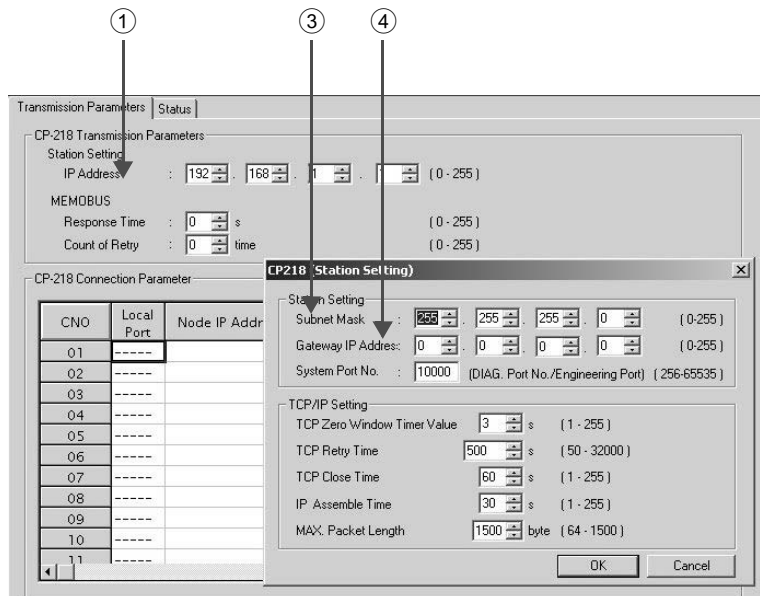 1 3 4
Transmission Parameters Status
CP-218 Transmission Parameters
Station Setting
IP Address : 192 . 168 . 1 . ( 0 - 255 )
MEMOBUS
Response Time : 0 s ( 0 - 255 )
Count of Retry : 0 time ( 0 - 255 )
CP-218 Connection Parameter
CNO Local Port Node IP Addr
01 -----
02 -----
03 -----
04 -----
05 -----
06 -----
07 -----
08 -----
09 -----
10 -----
11 -----
CP218 (Station Setting)
Station Setting
Subnet Mask : 255 . 255 . 255 . 0 ( 0-255 )
Gateway IP Addres: 0 . 0 . 0 . 0 ( 0-255 )
System Port No. : 10000 (DIAG. Port No./Engineering Port) ( 256-65535 )
TCP/IP Setting
TCP Zero Window Timer Value 3 s ( 1 - 255 )
TCP Retry Time 500 s ( 50 - 32000 )
TCP Close Time 60 s ( 1 - 255 )
IP Assemble Time 30 s ( 1 - 255 )
MAX. Packet Length 1500 byte ( 64 - 1500 )
OK Cancel